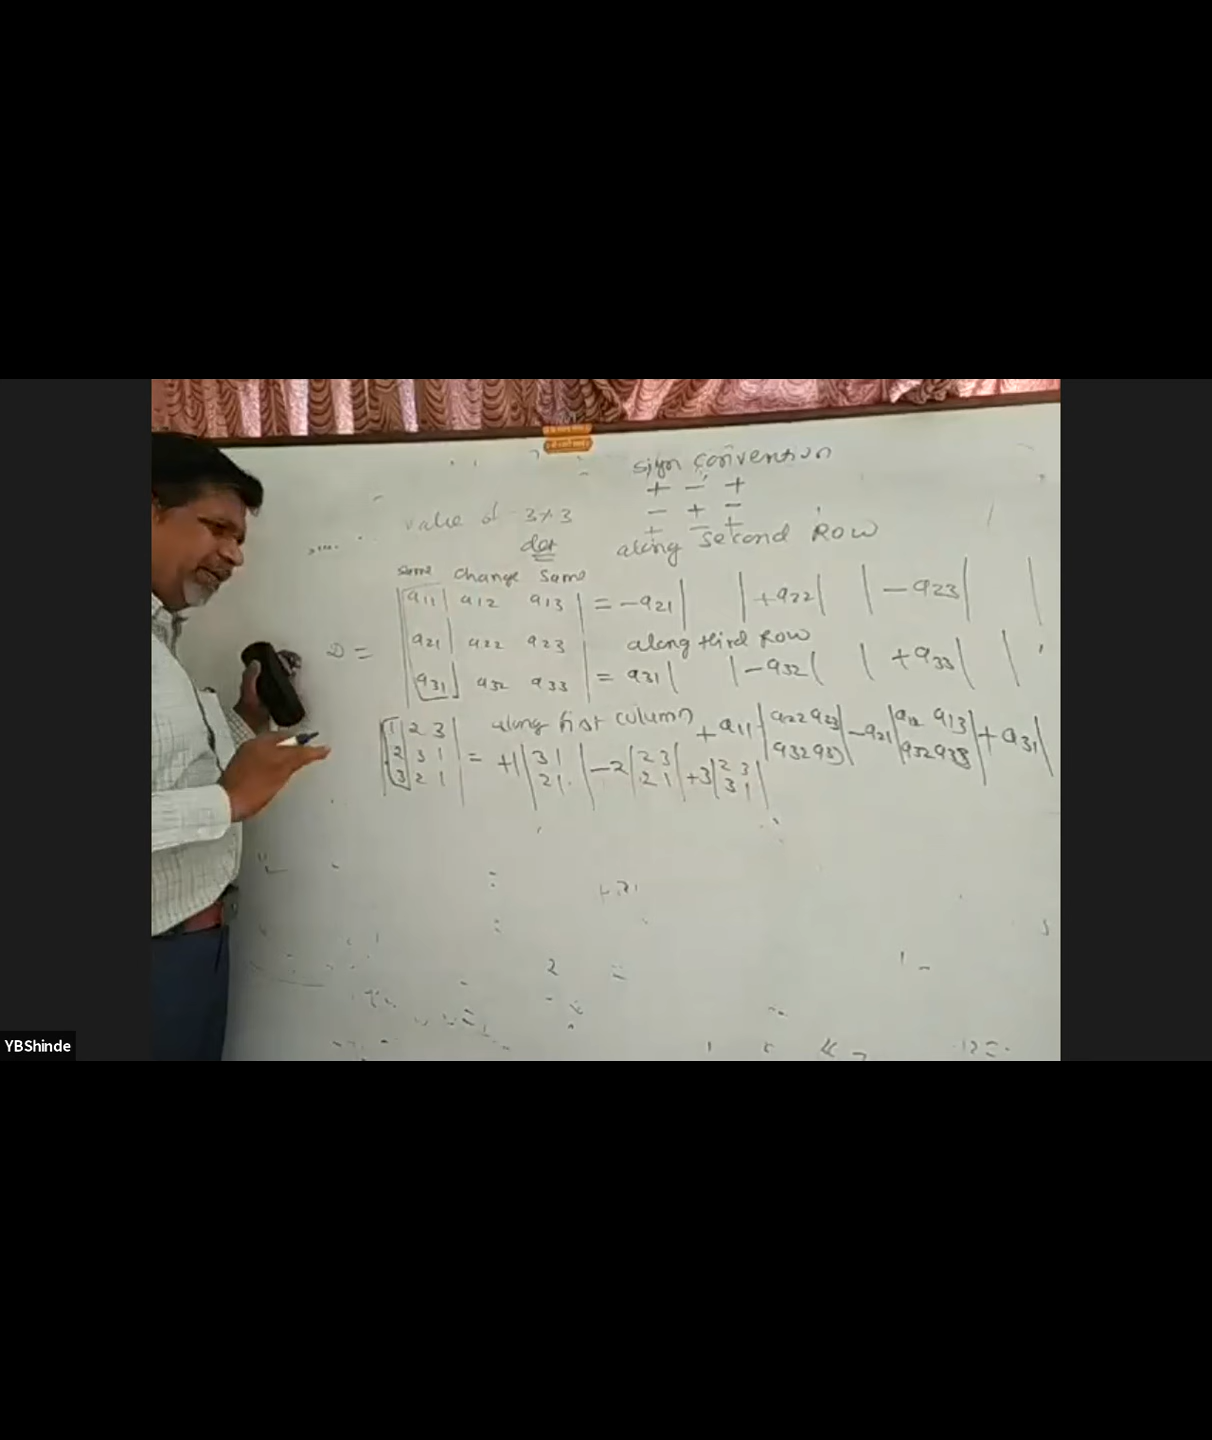 sign convention
+ - +
- + -
+ - +
value of 3×3
det
along second Row
same change same
D = | a11 a12 a13 | = -a21 | | +a22 | | -a23 | |
| a21 a22 a23 | along third Row
| a31 a32 a33 | = a31 | | -a32 | | +a33 | |
along first column +a11 | a22 a23 | -a21 | a12 a13 | +a31 |
| a32 a33 | | a32 a33 |
| 1 2 3 |
| 2 3 1 | = +1 | 3 1 | -2 | 2 3 | +3 | 2 3 |
| 3 2 1 | | 2 1 | | 2 1 | | 3 1 |
YBShinde